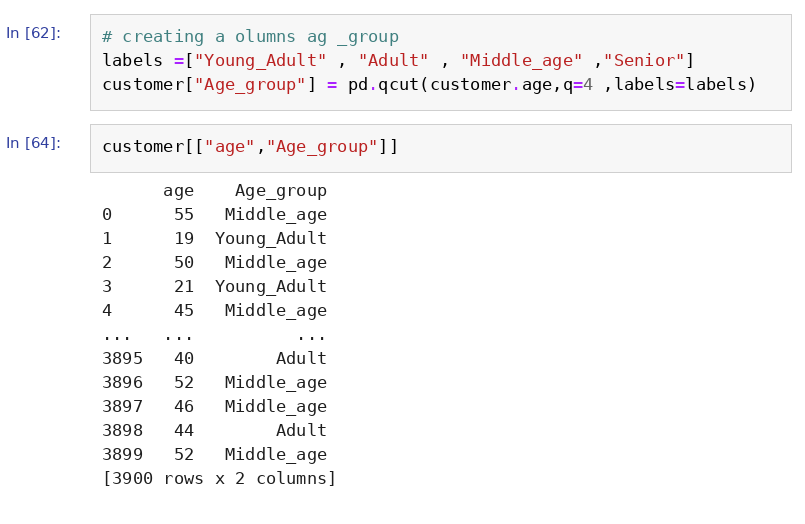 In [62]:
# creating a olumns ag _group
labels =["Young_Adult" , "Adult" , "Middle_age" ,"Senior"]
customer["Age_group"] = pd.qcut(customer.age,q=4 ,labels=labels)
In [64]:
customer[["age","Age_group"]]
age Age_group
0 55 Middle_age
1 19 Young_Adult
2 50 Middle_age
3 21 Young_Adult
4 45 Middle_age
... ... ...
3895 40 Adult
3896 52 Middle_age
3897 46 Middle_age
3898 44 Adult
3899 52 Middle_age
[3900 rows x 2 columns]